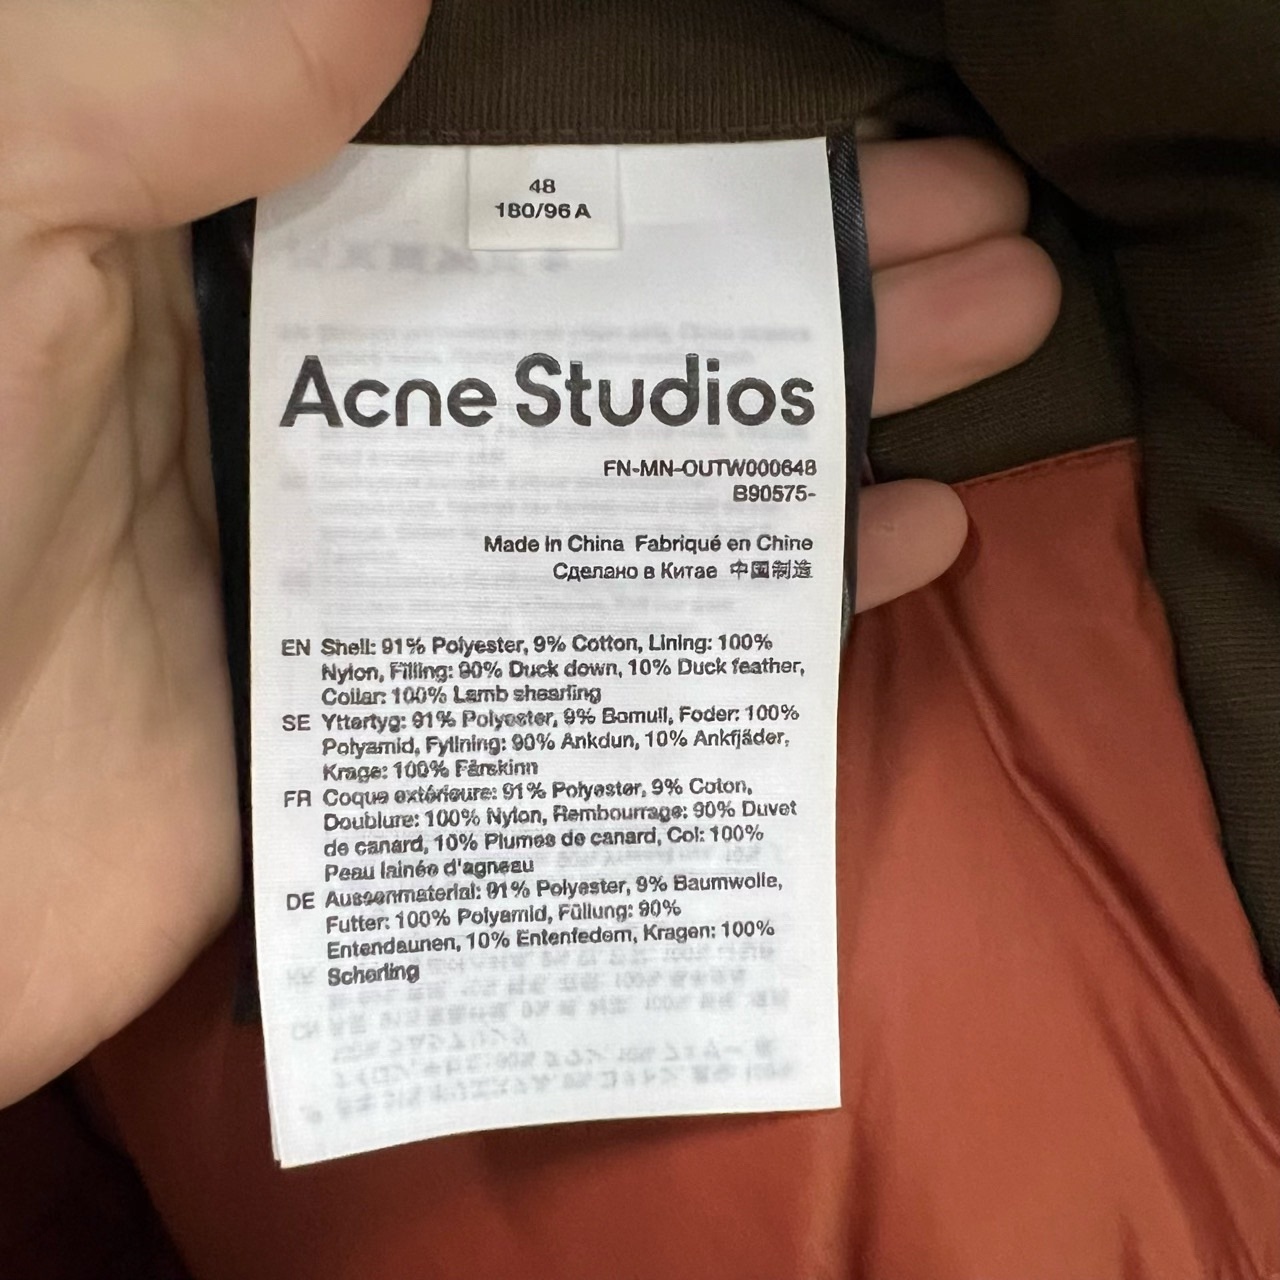 48
180/96 A
Acne Studios
FN-MN-OUTW000648
B90575-
Made in China Fabriqué en Chine
Сделано в Китае 中国制造
EN Shell: 91% Polyester, 9% Cotton, Lining: 100%
Nylon, Filling: 90% Duck down, 10% Duck feather,
Collar: 100% Lamb shearling
SE Yttertyg: 91% Polyester, 9% Bomull, Foder: 100%
Polyamid, Fyllning: 90% Ankdun, 10% Ankfjäder,
Krage: 100% Fårskinn
FR Coque extérieure: 91% Polyester, 9% Coton,
Doublure: 100% Nylon, Rembourrage: 90% Duvet
de canard, 10% Plumes de canard, Col: 100%
Peau lainée d'agneau
DE Aussenmaterial: 91% Polyester, 9% Baumwolle,
Futter: 100% Polyamid, Füllung: 90%
Entendaunen, 10% Entenfedern, Kragen: 100%
Scherling